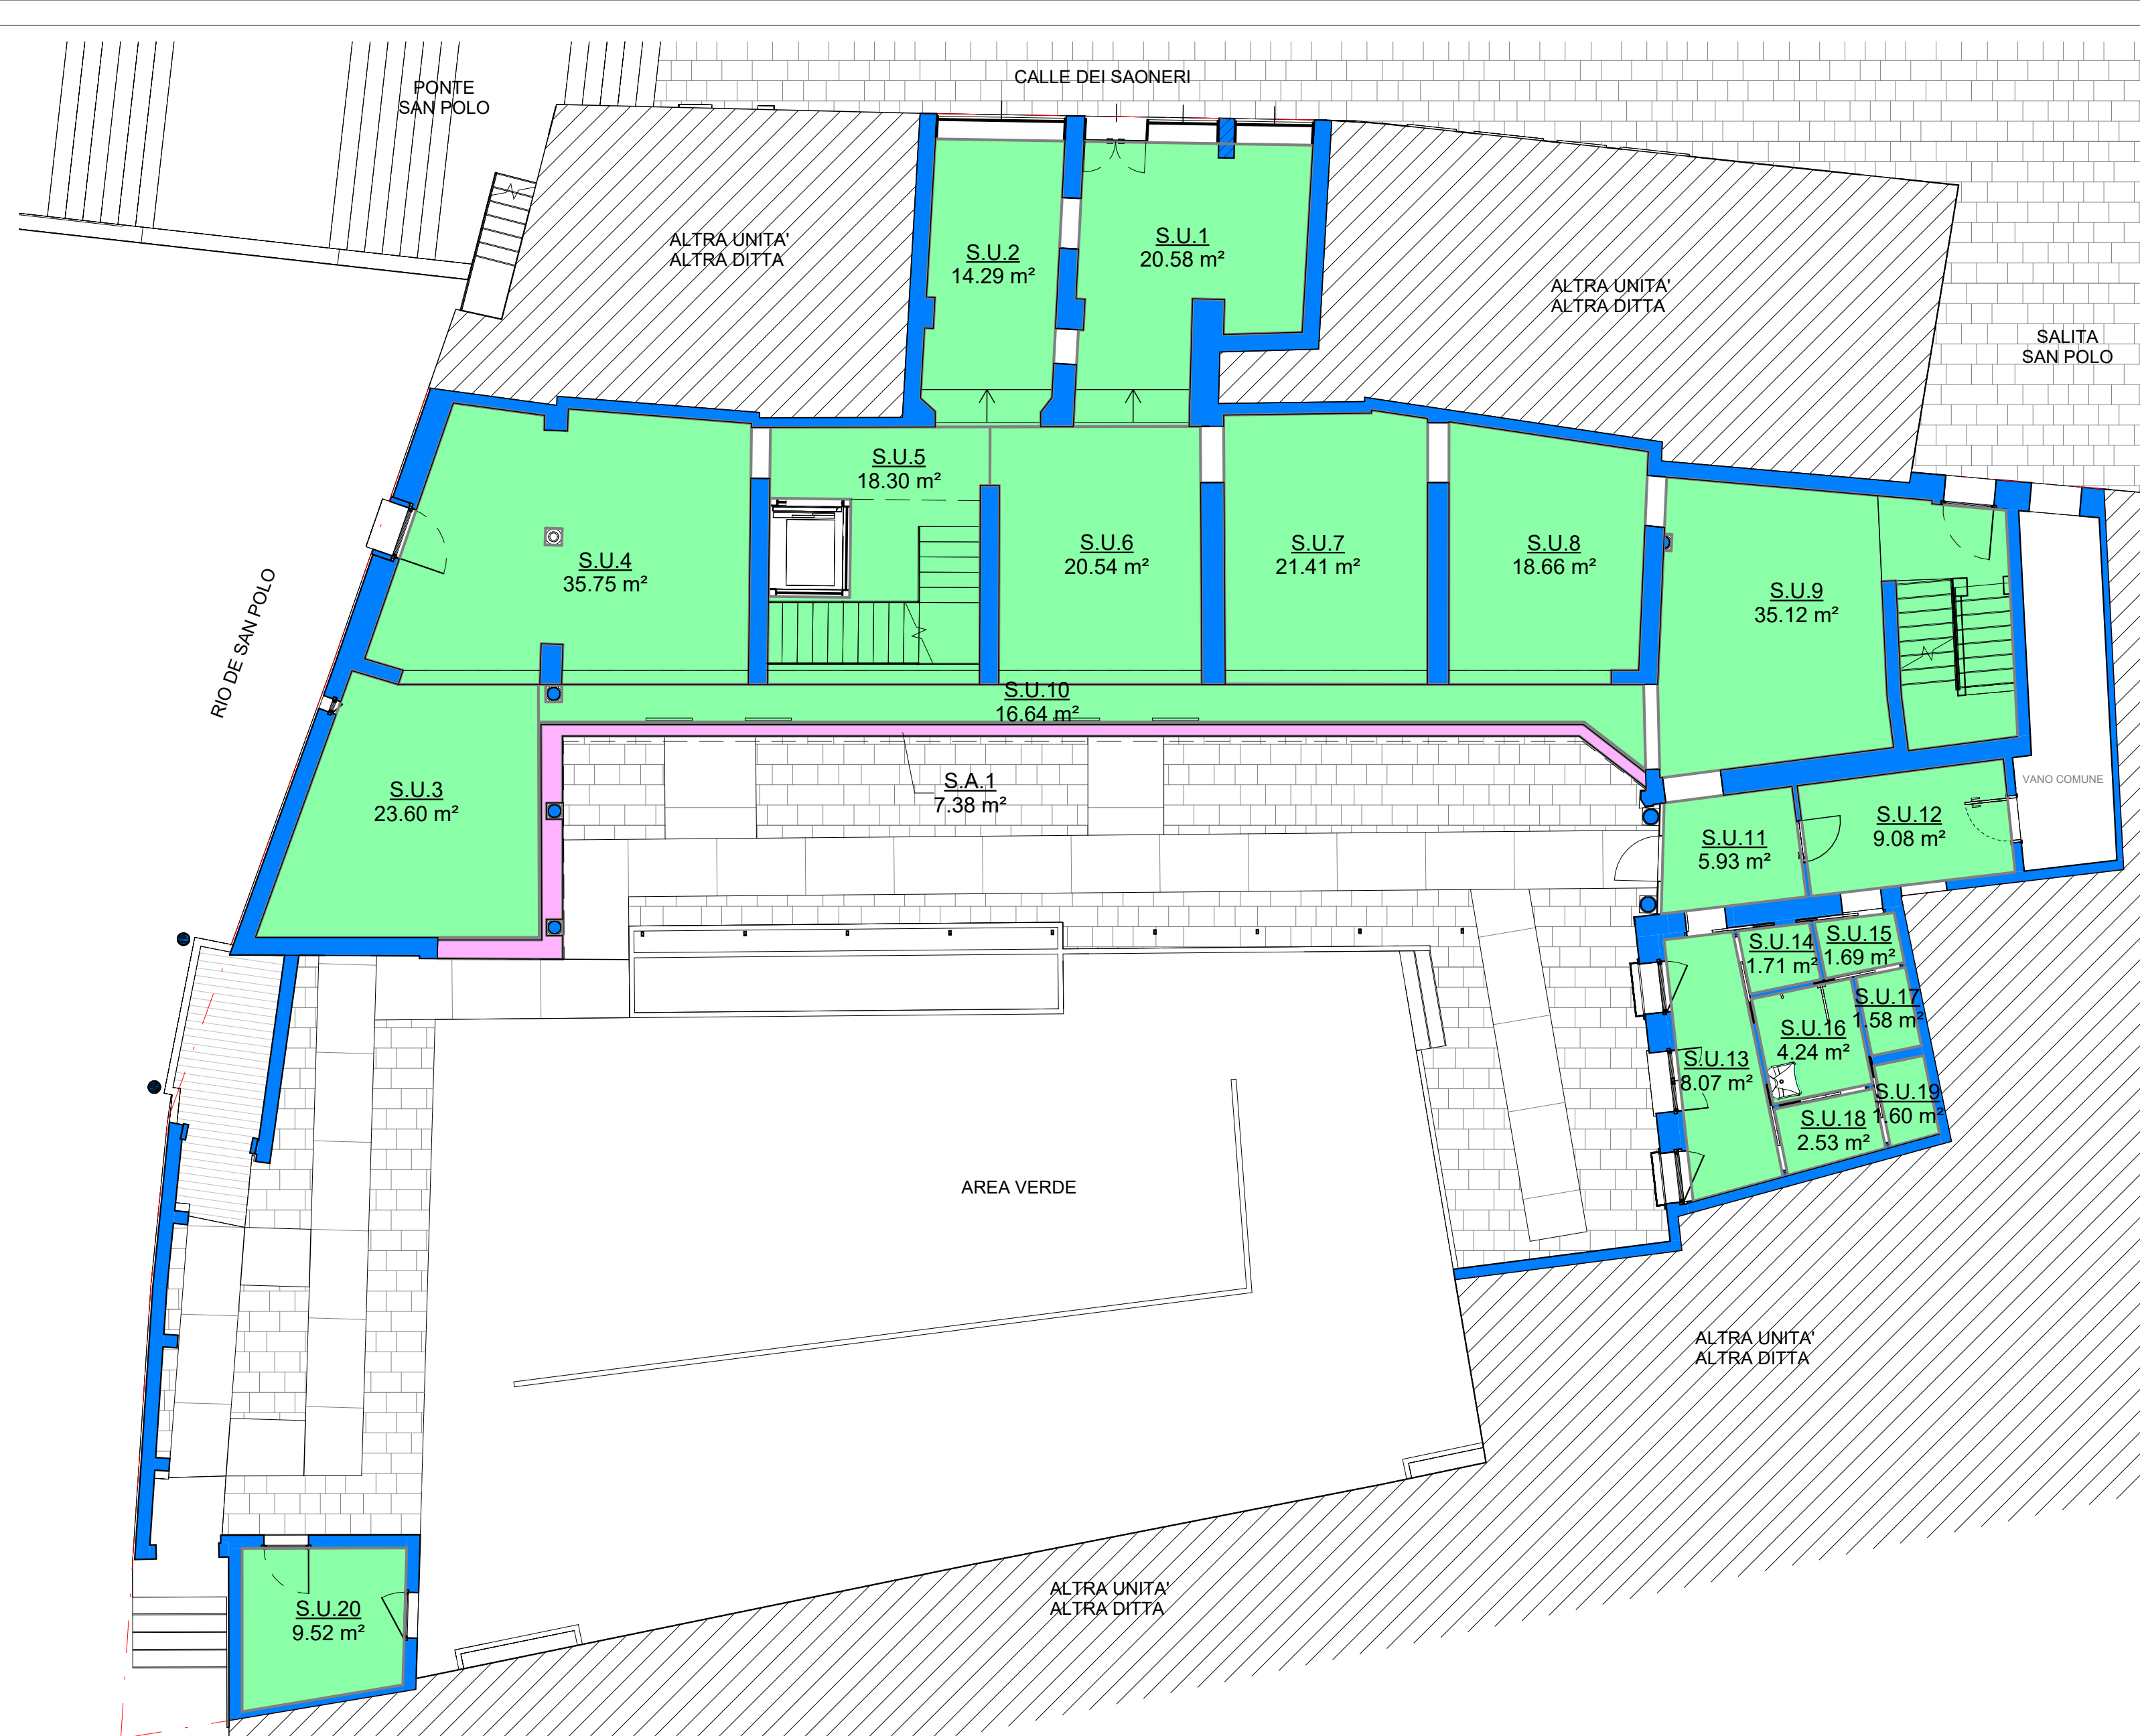 PONTE
SAN POLO
CALLE DEI SAONERI
ALTRA UNITA'
ALTRA DITTA
S.U.2
14.29 m²
S.U.1
20.58 m²
ALTRA UNITA'
ALTRA DITTA
SALITA
SAN POLO
S.U.4
35.75 m²
S.U.5
18.30 m²
S.U.6
20.54 m²
S.U.7
21.41 m²
S.U.8
18.66 m²
S.U.9
35.12 m²
RIO DE SAN POLO
S.U.10
16.64 m²
S.U.3
23.60 m²
S.A.1
7.38 m²
VANO COMUNE
S.U.11
5.93 m²
S.U.12
9.08 m²
S.U.14
1.71 m²
S.U.15
1.69 m²
S.U.17
1.58 m²
S.U.16
4.24 m²
S.U.13
8.07 m²
S.U.19
1.60 m²
S.U.18
2.53 m²
AREA VERDE
ALTRA UNITA'
ALTRA DITTA
ALTRA UNITA'
ALTRA DITTA
S.U.20
9.52 m²